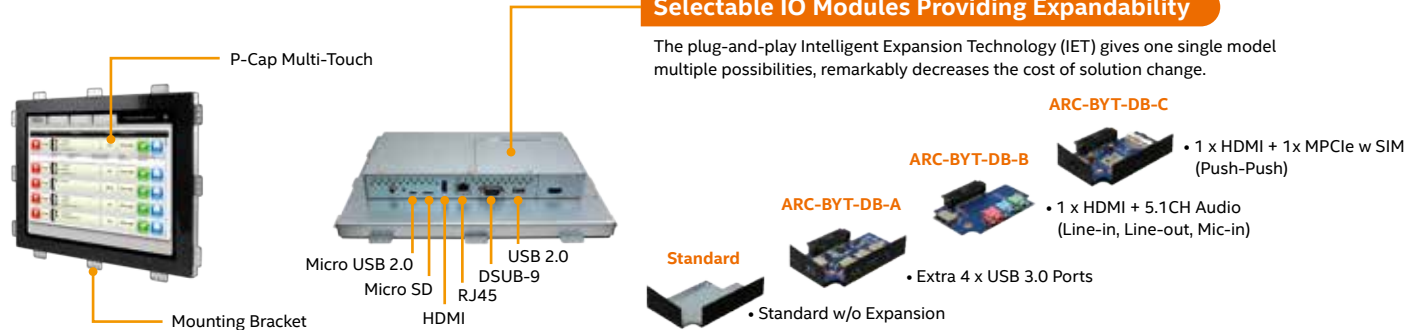 Selectable IO Modules Providing Expandability
The plug-and-play Intelligent Expansion Technology (IET) gives one single model
multiple possibilities, remarkably decreases the cost of solution change.
P-Cap Multi-Touch
Mounting Bracket
Micro USB 2.0
Micro SD
HDMI
RJ45
DSUB-9
USB 2.0
Standard
• Standard w/o Expansion
ARC-BYT-DB-A
• Extra 4 x USB 3.0 Ports
ARC-BYT-DB-B
• 1 x HDMI + 5.1CH Audio
(Line-in, Line-out, Mic-in)
ARC-BYT-DB-C
• 1 x HDMI + 1x MPCIe w SIM
(Push-Push)